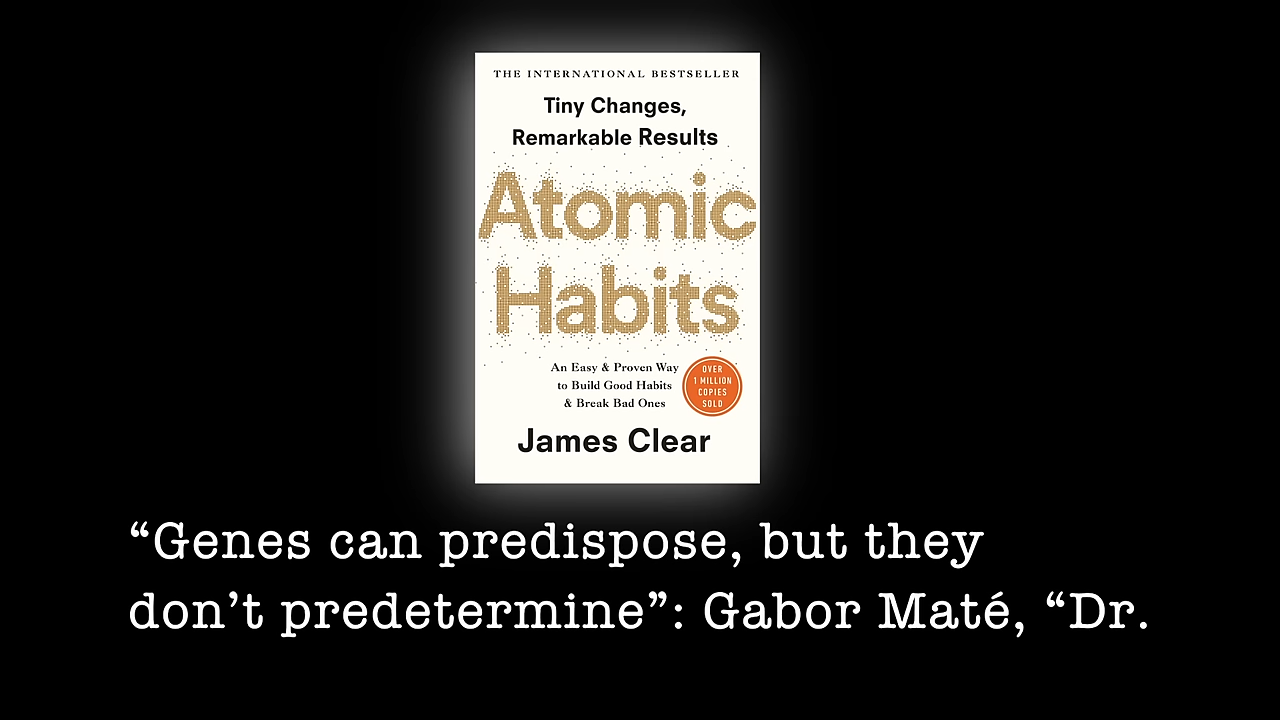 THE INTERNATIONAL BESTSELLER
Tiny Changes,
Remarkable Results
Atomic
Habits
An Easy & Proven Way
to Build Good Habits
& Break Bad Ones
OVER
1 MILLION
COPIES
SOLD
James Clear
“Genes can predispose, but they
don’t predetermine”: Gabor Maté, “Dr.